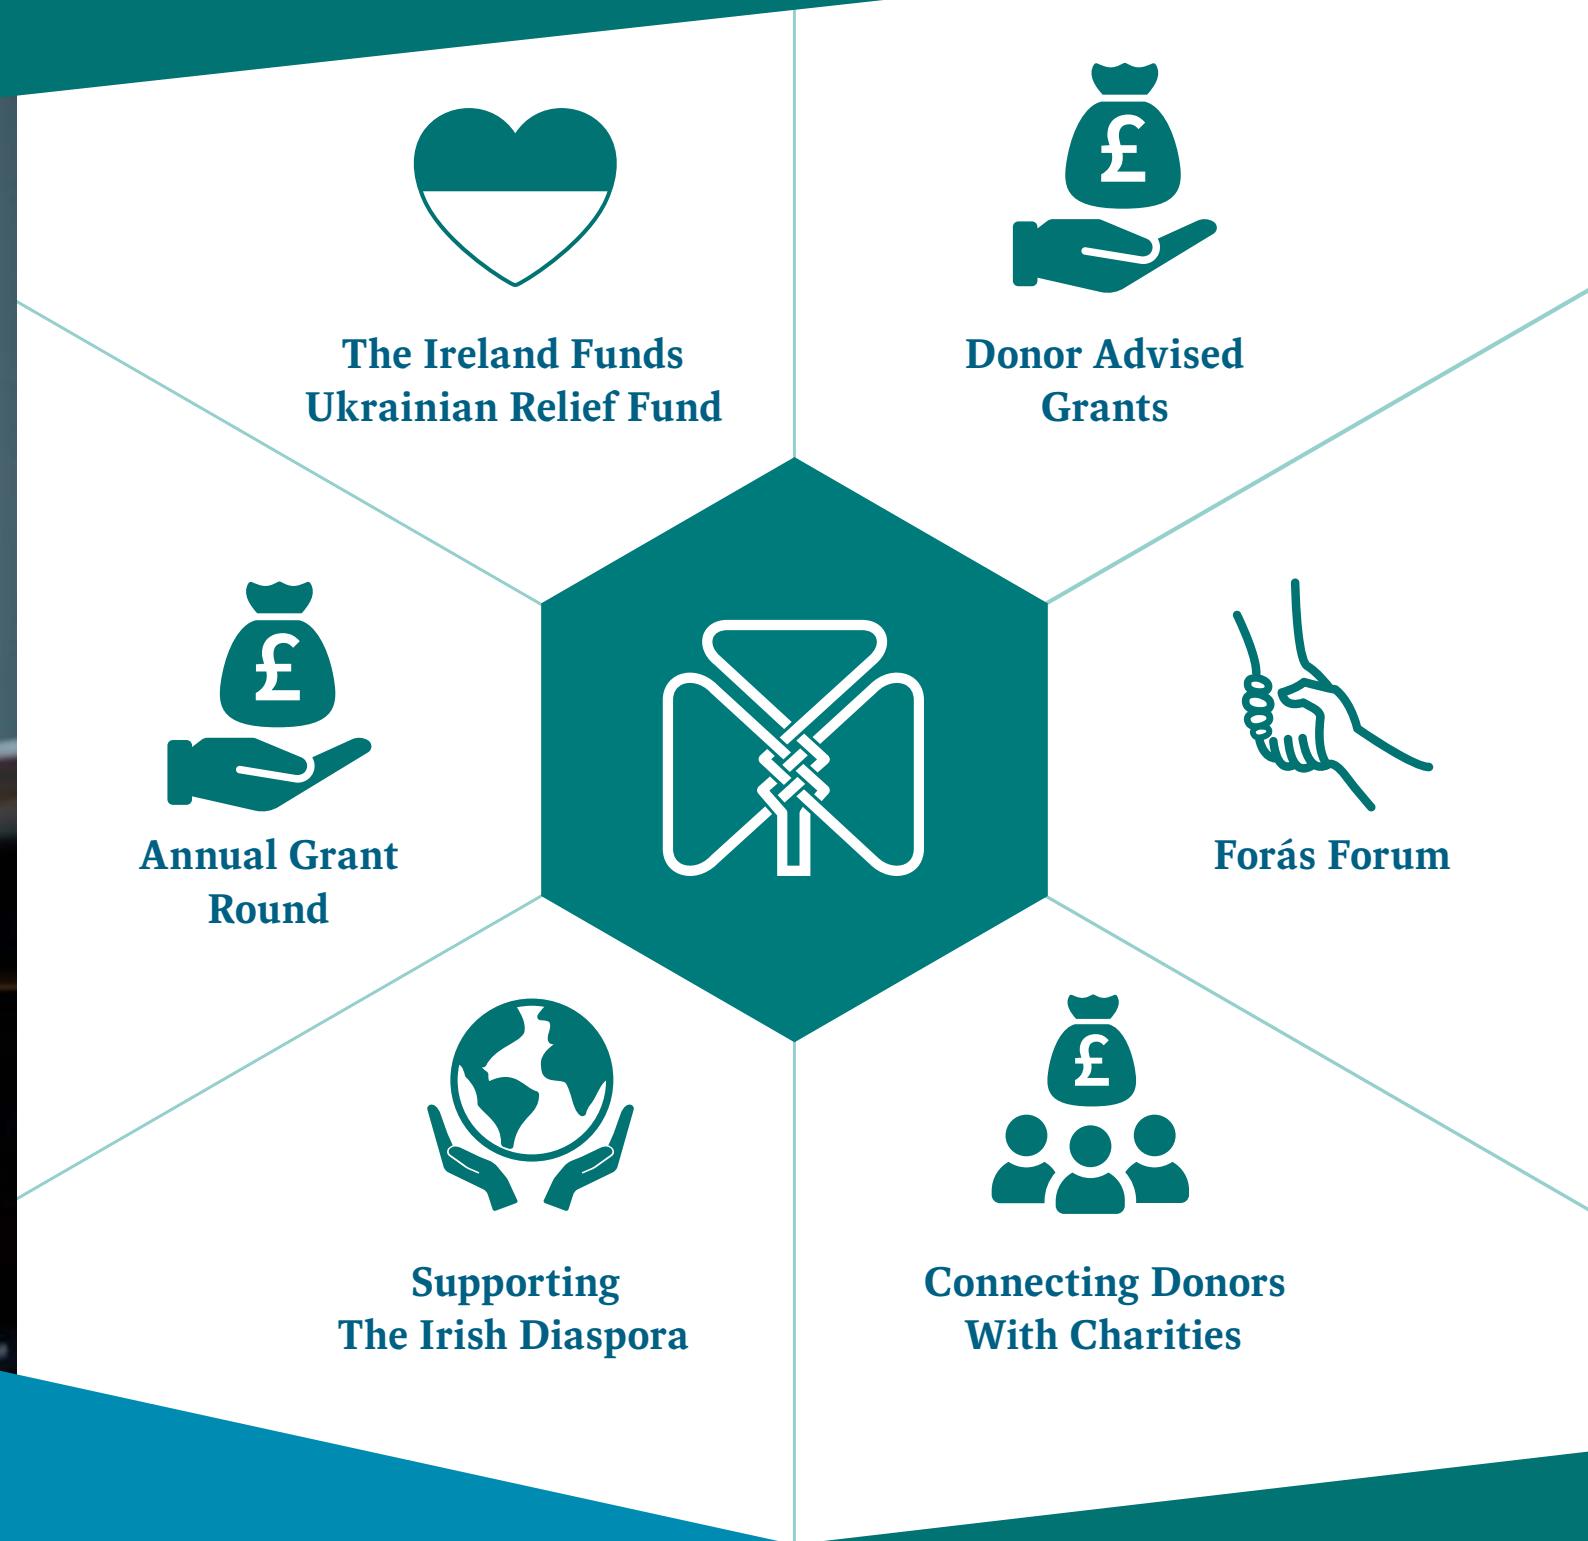 £
The Ireland Funds
Ukrainian Relief Fund
Donor Advised
Grants
£
Annual Grant
Round
Forás Forum
£
Supporting
The Irish Diaspora
Connecting Donors
With Charities